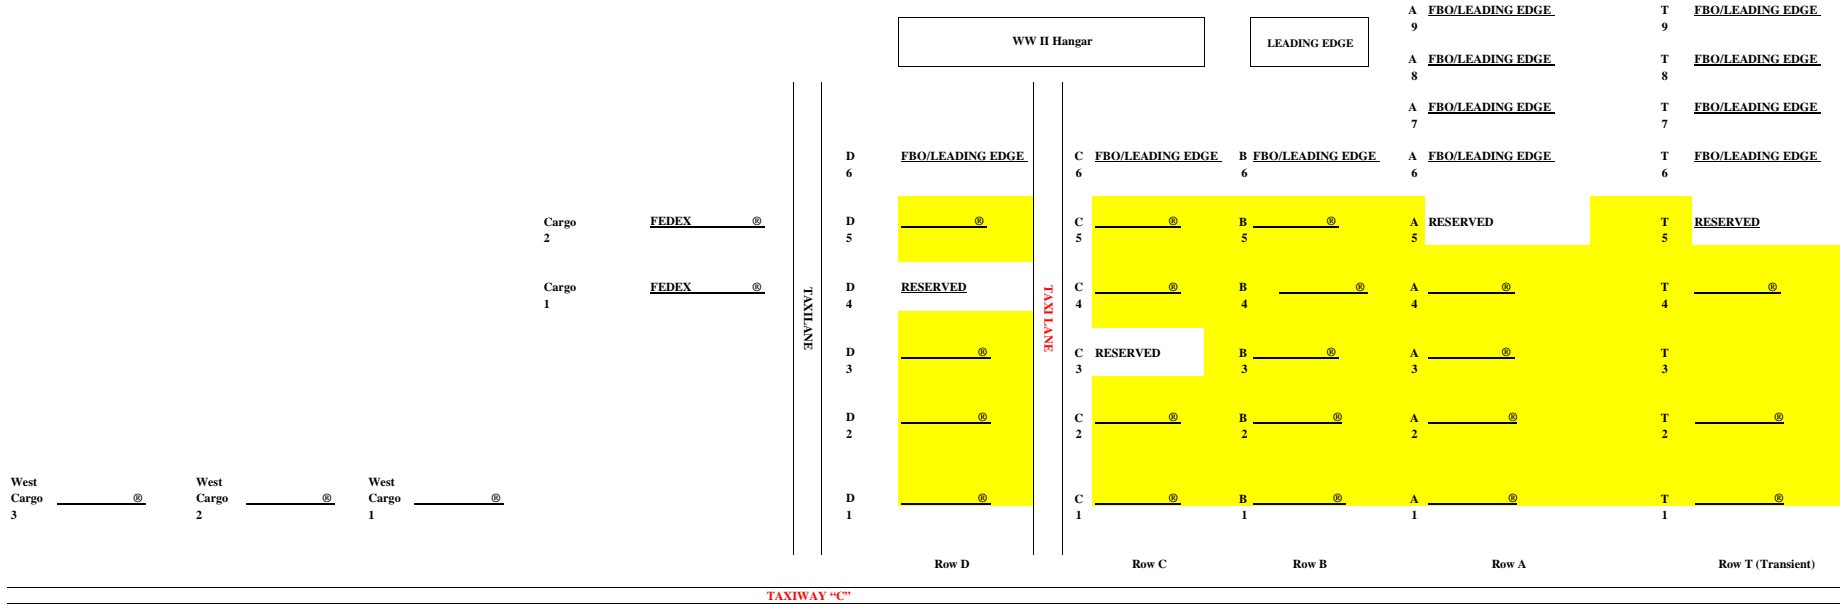 A FBO/LEADING EDGE T FBO/LEADING EDGE
9 9
WW II Hangar LEADING EDGE
A FBO/LEADING EDGE T FBO/LEADING EDGE
8 8
A FBO/LEADING EDGE T FBO/LEADING EDGE
7 7
D FBO/LEADING EDGE C FBO/LEADING EDGE B FBO/LEADING EDGE A FBO/LEADING EDGE T FBO/LEADING EDGE
6 6 6 6 6
Cargo FEDEX ® D ® C ® B ® A RESERVED T RESERVED
2 5 5 5 5 5
Cargo FEDEX ® D RESERVED C ® B ® A ® T ®
1 4 4 4 4 4
TAXILANE
TAXI LANE
D ® C RESERVED B ® A ® T
3 3 3 3 3
D ® C ® B ® A ® T ®
2 2 2 2 2
West West West
Cargo ® Cargo ® Cargo ® D ® C ® B ® A ® T ®
3 2 1 1 1 1 1 1
Row D Row C Row B Row A Row T (Transient)
TAXIWAY “C”